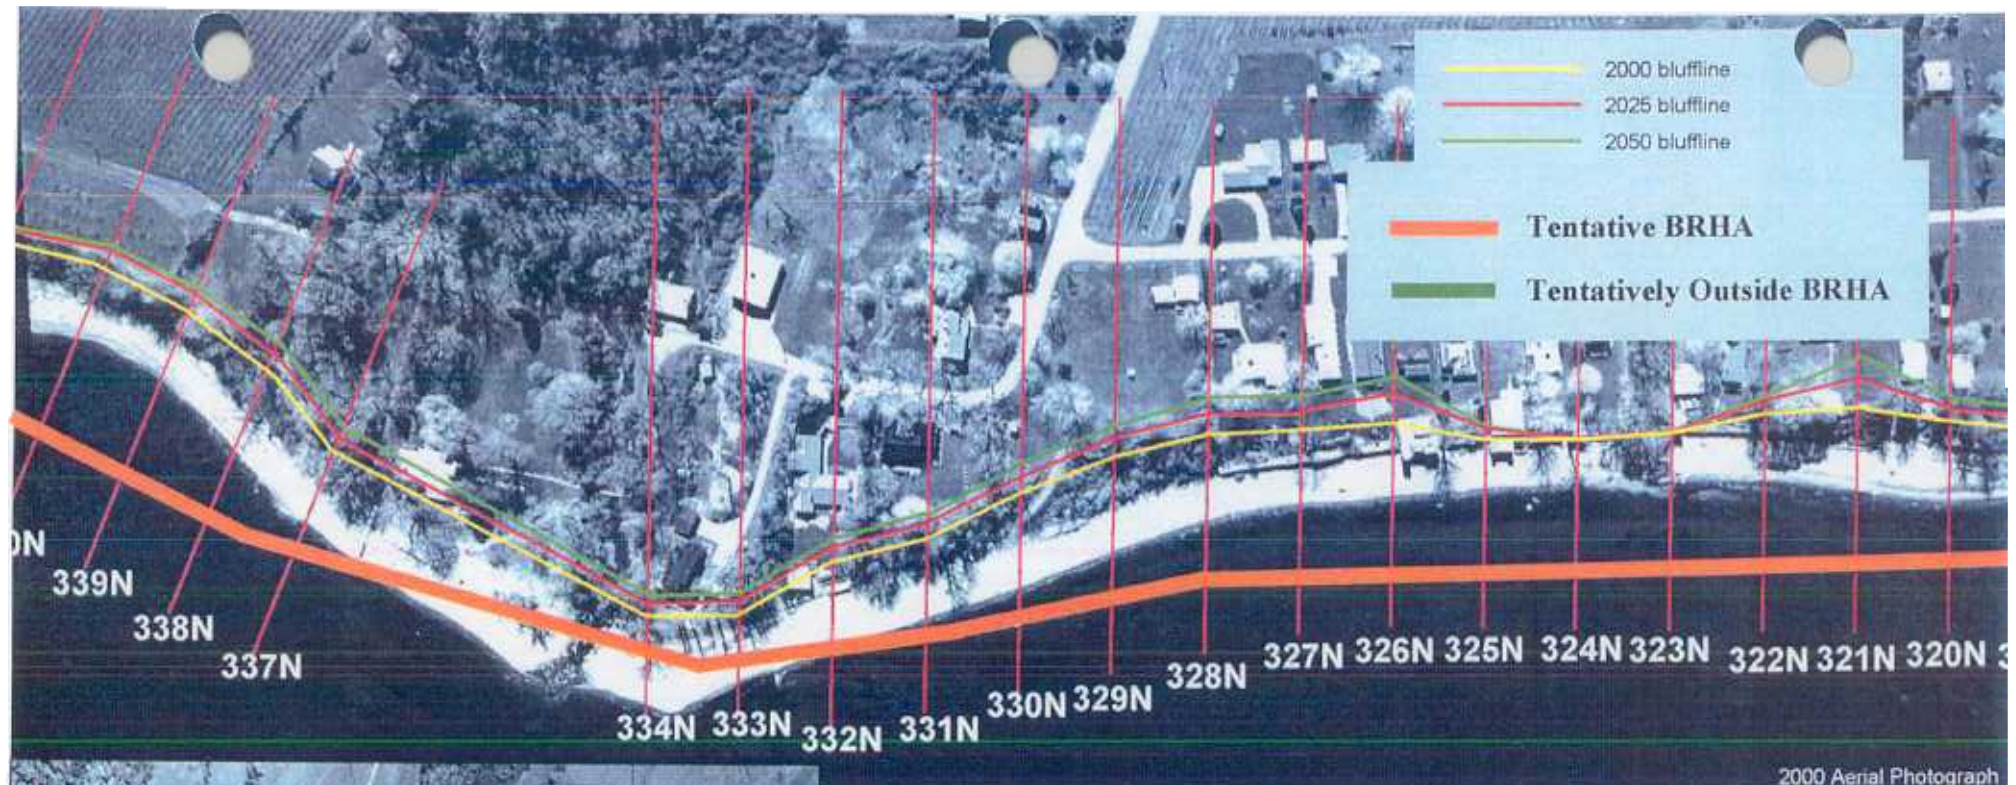 2000 bluffline
2025 bluffline
2050 bluffline
Tentative BRHA
Tentatively Outside BRHA
339N
338N
337N
334N
333N
332N
331N
330N
329N
328N
327N
326N
325N
324N
323N
322N
321N
320N
2000 Aerial Photograph